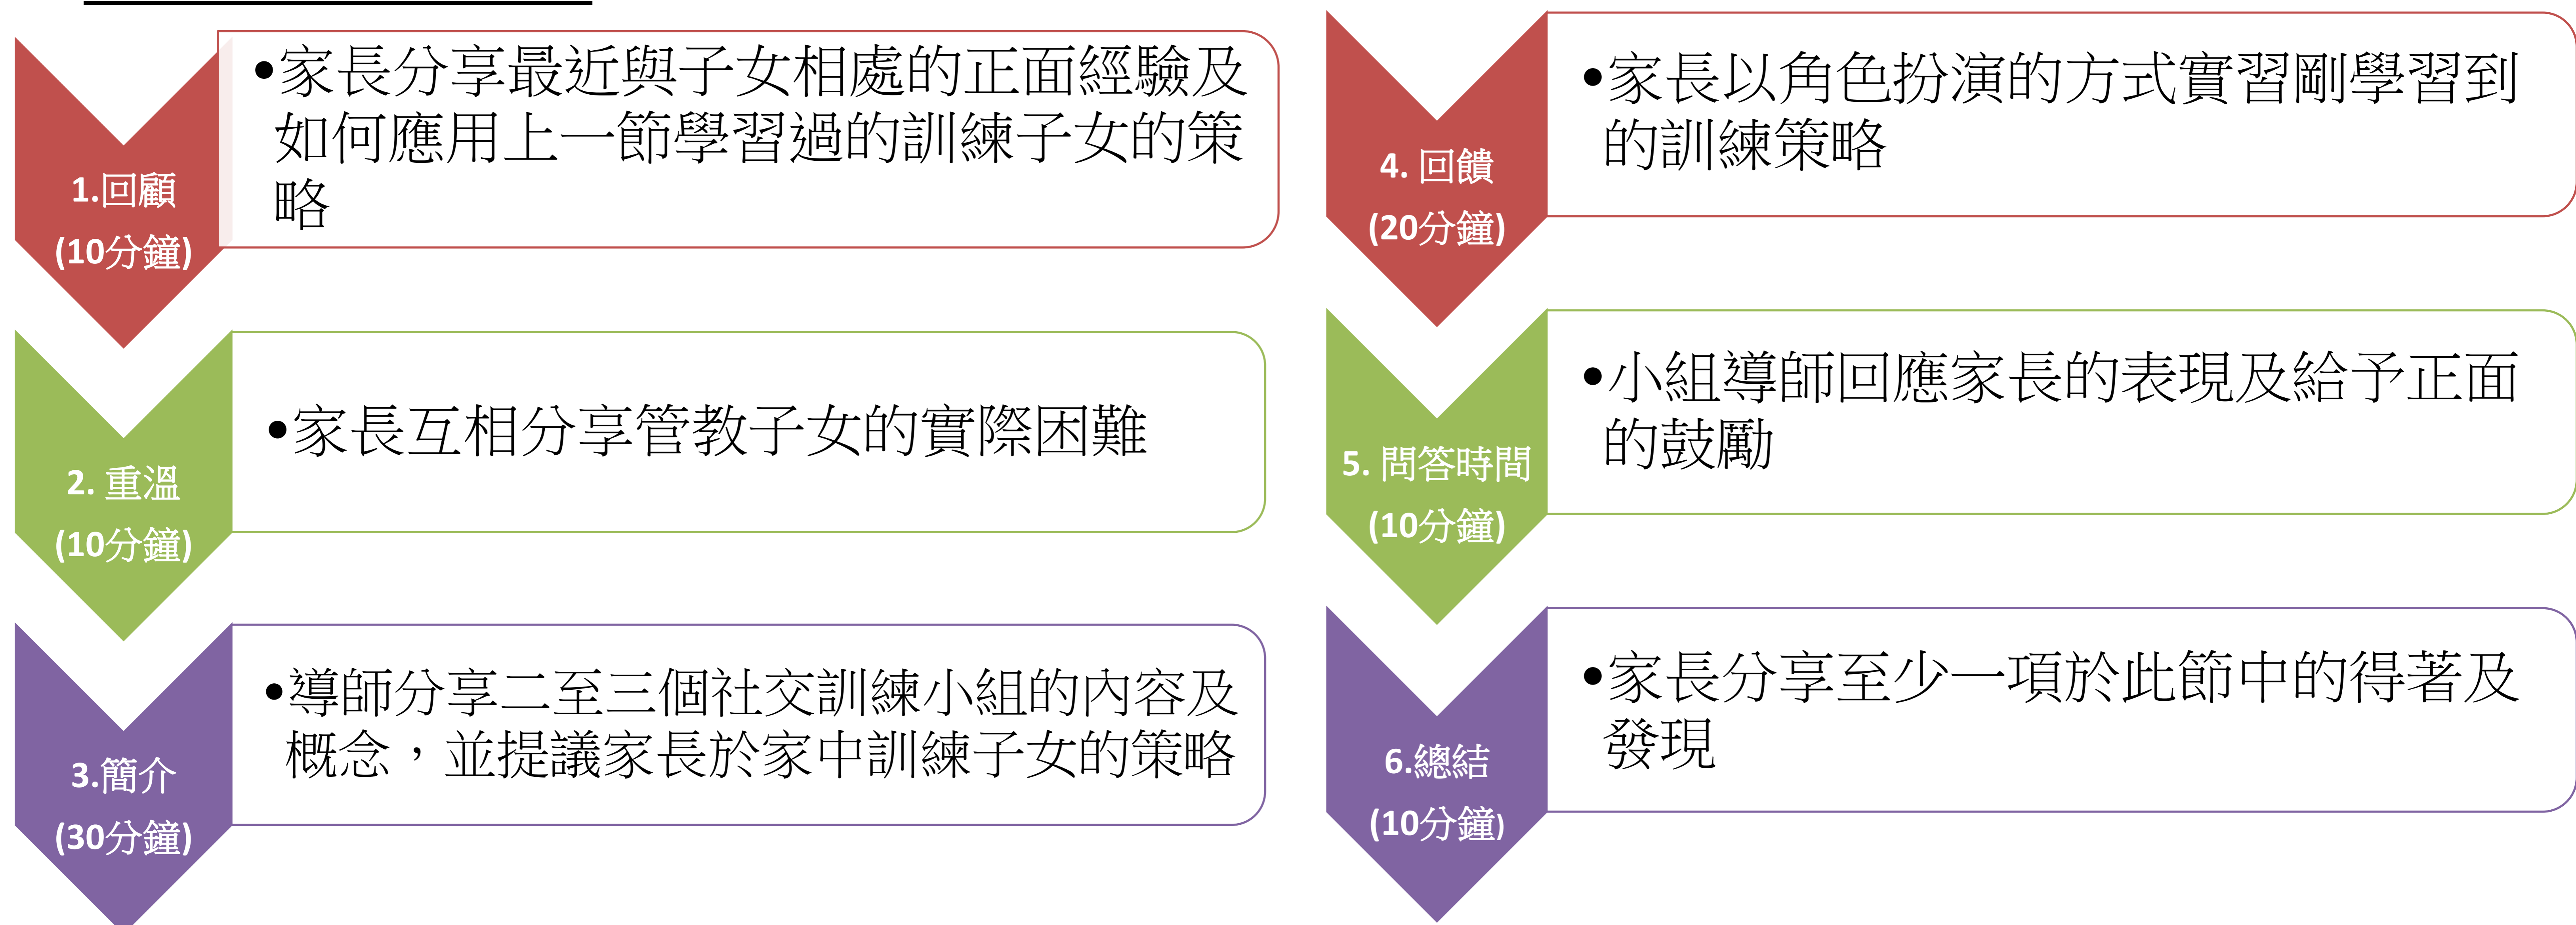 1.回顧
(10分鐘)
•家長分享最近與子女相處的正面經驗及
如何應用上一節學習過的訓練子女的策
略
2. 重溫
(10分鐘)
•家長互相分享管教子女的實際困難
3.簡介
(30分鐘)
•導師分享二至三個社交訓練小組的內容及
概念，並提議家長於家中訓練子女的策略
4. 回饋
(20分鐘)
•家長以角色扮演的方式實習剛學習到
的訓練策略
5. 問答時間
(10分鐘)
•小組導師回應家長的表現及給予正面
的鼓勵
6.總結
(10分鐘)
•家長分享至少一項於此節中的得著及
發現